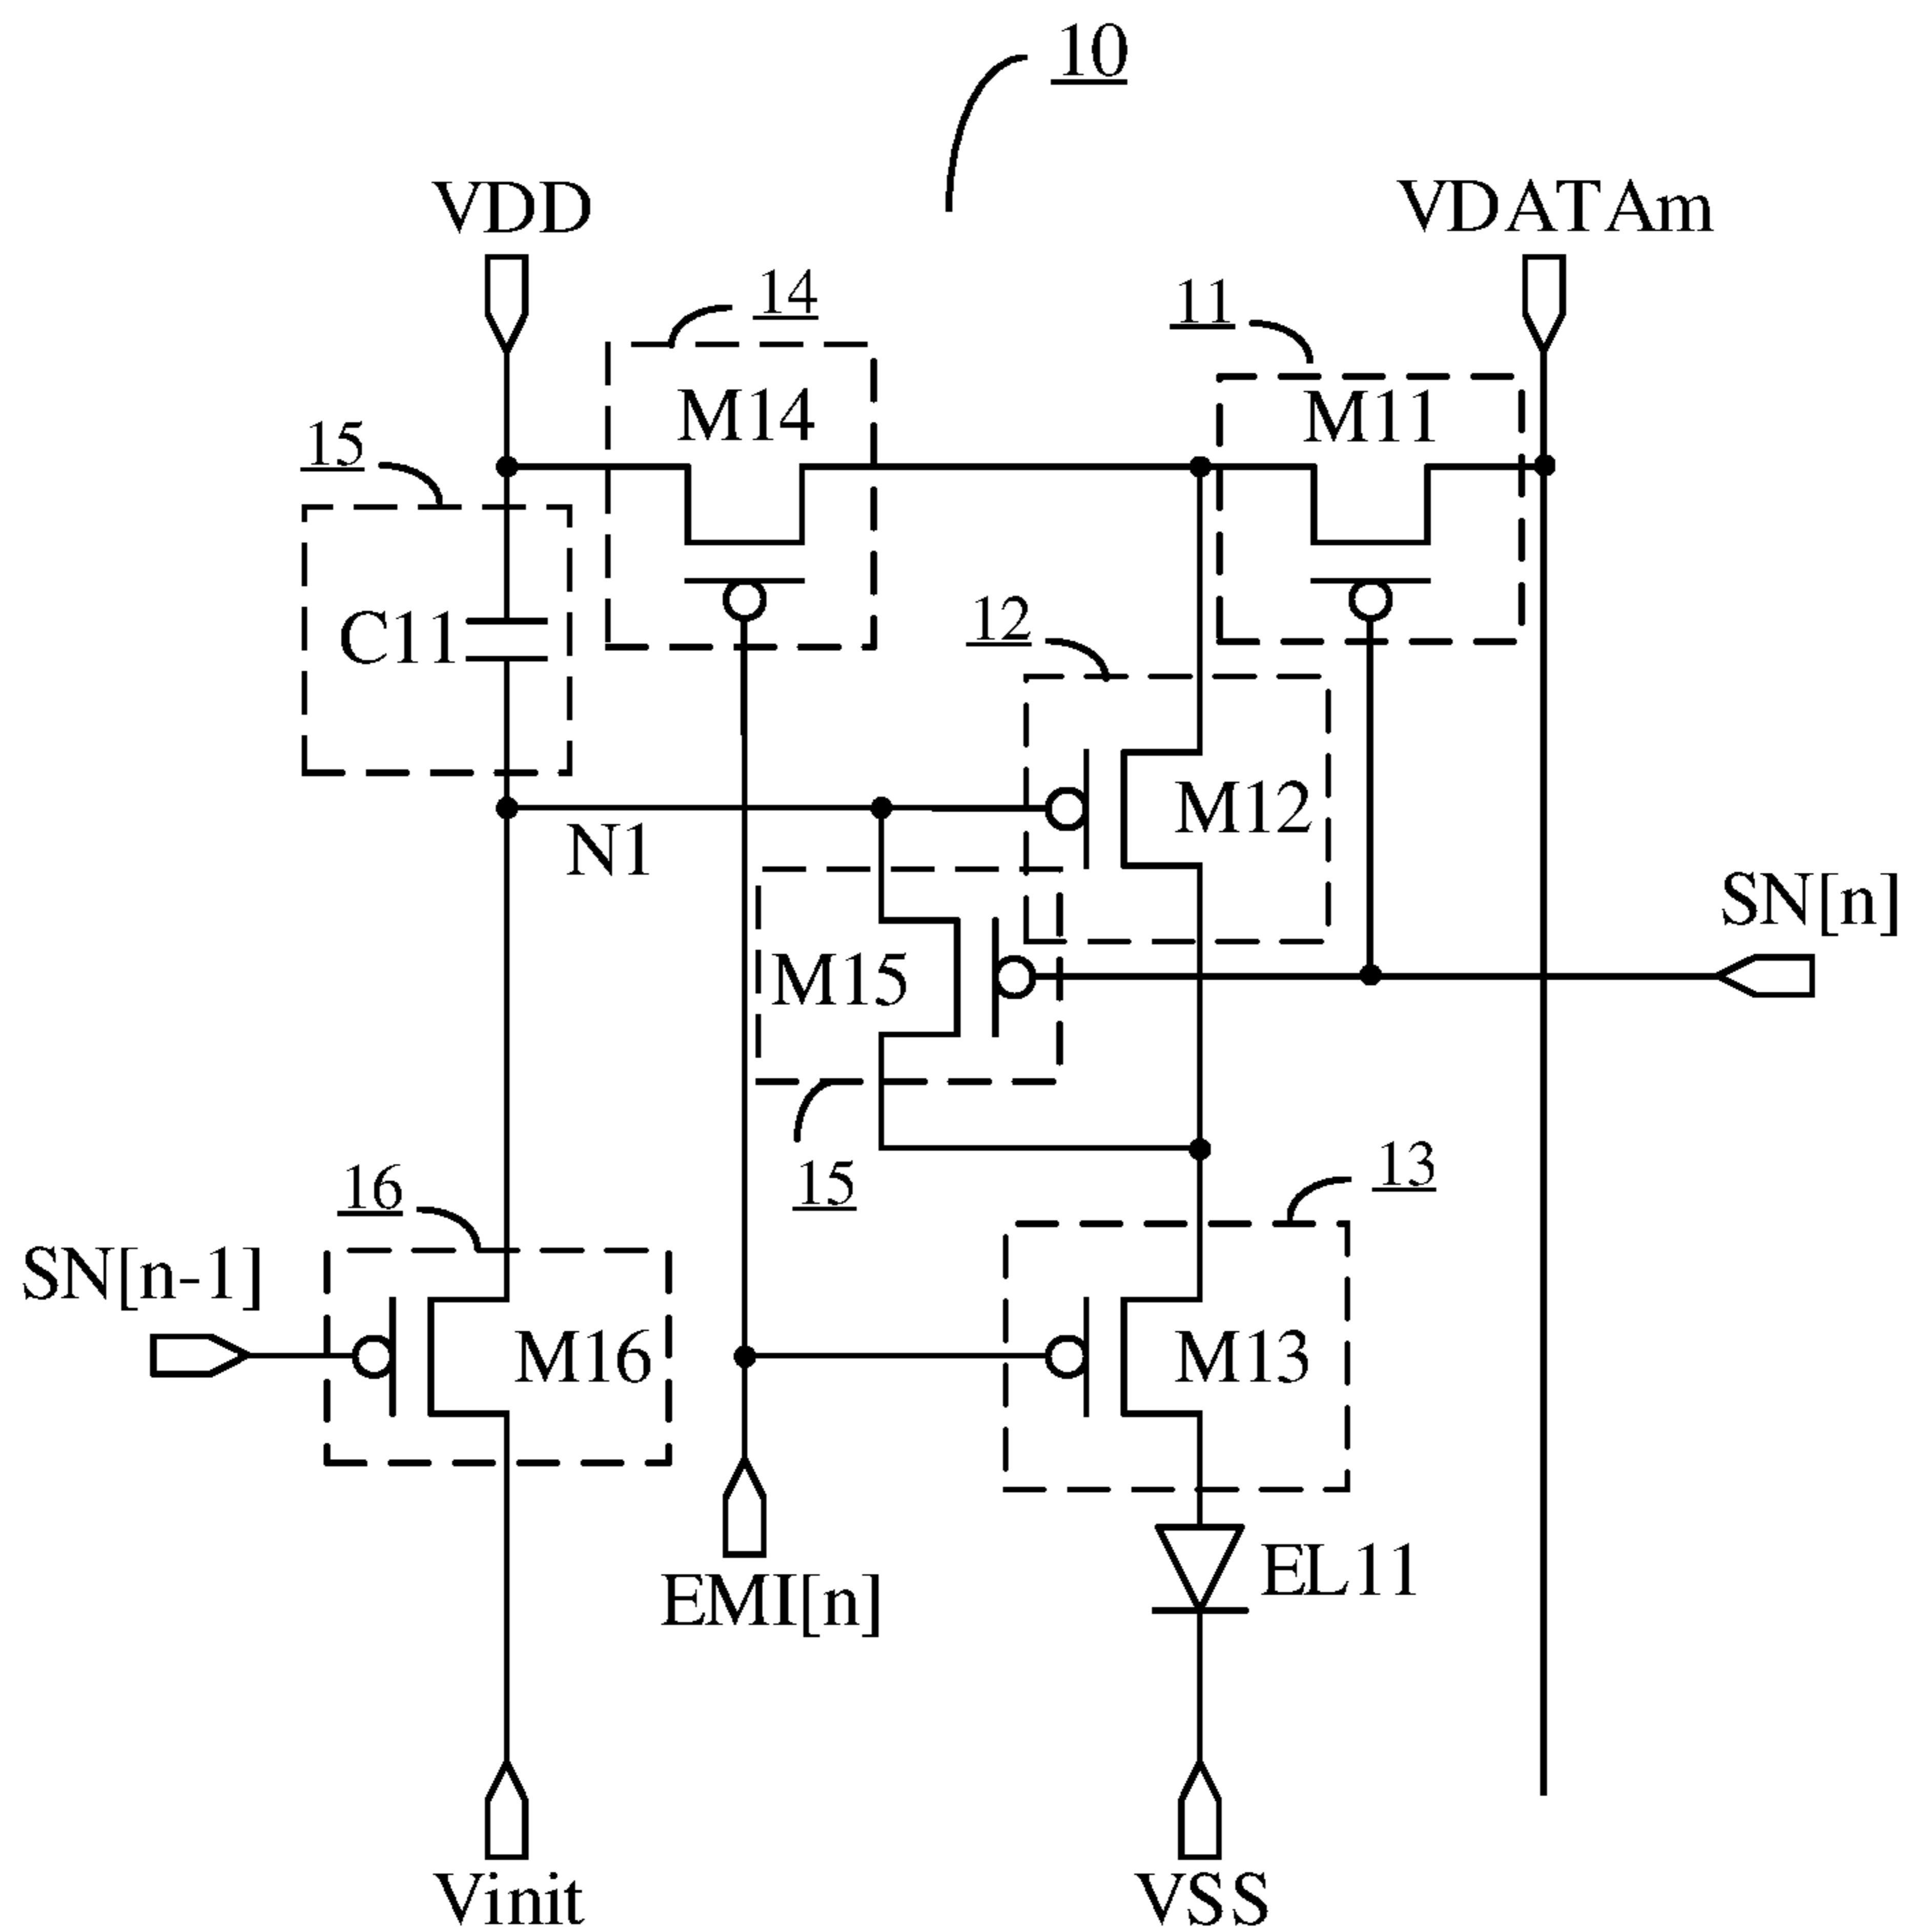 10
VDD
VDATAm
14
11
M14
M11
15
12
C11
M12
N1
SN[n]
M15
13
15
16
SN[n-1]
M16
M13
EL11
EMI[n]
Vinit
VSS